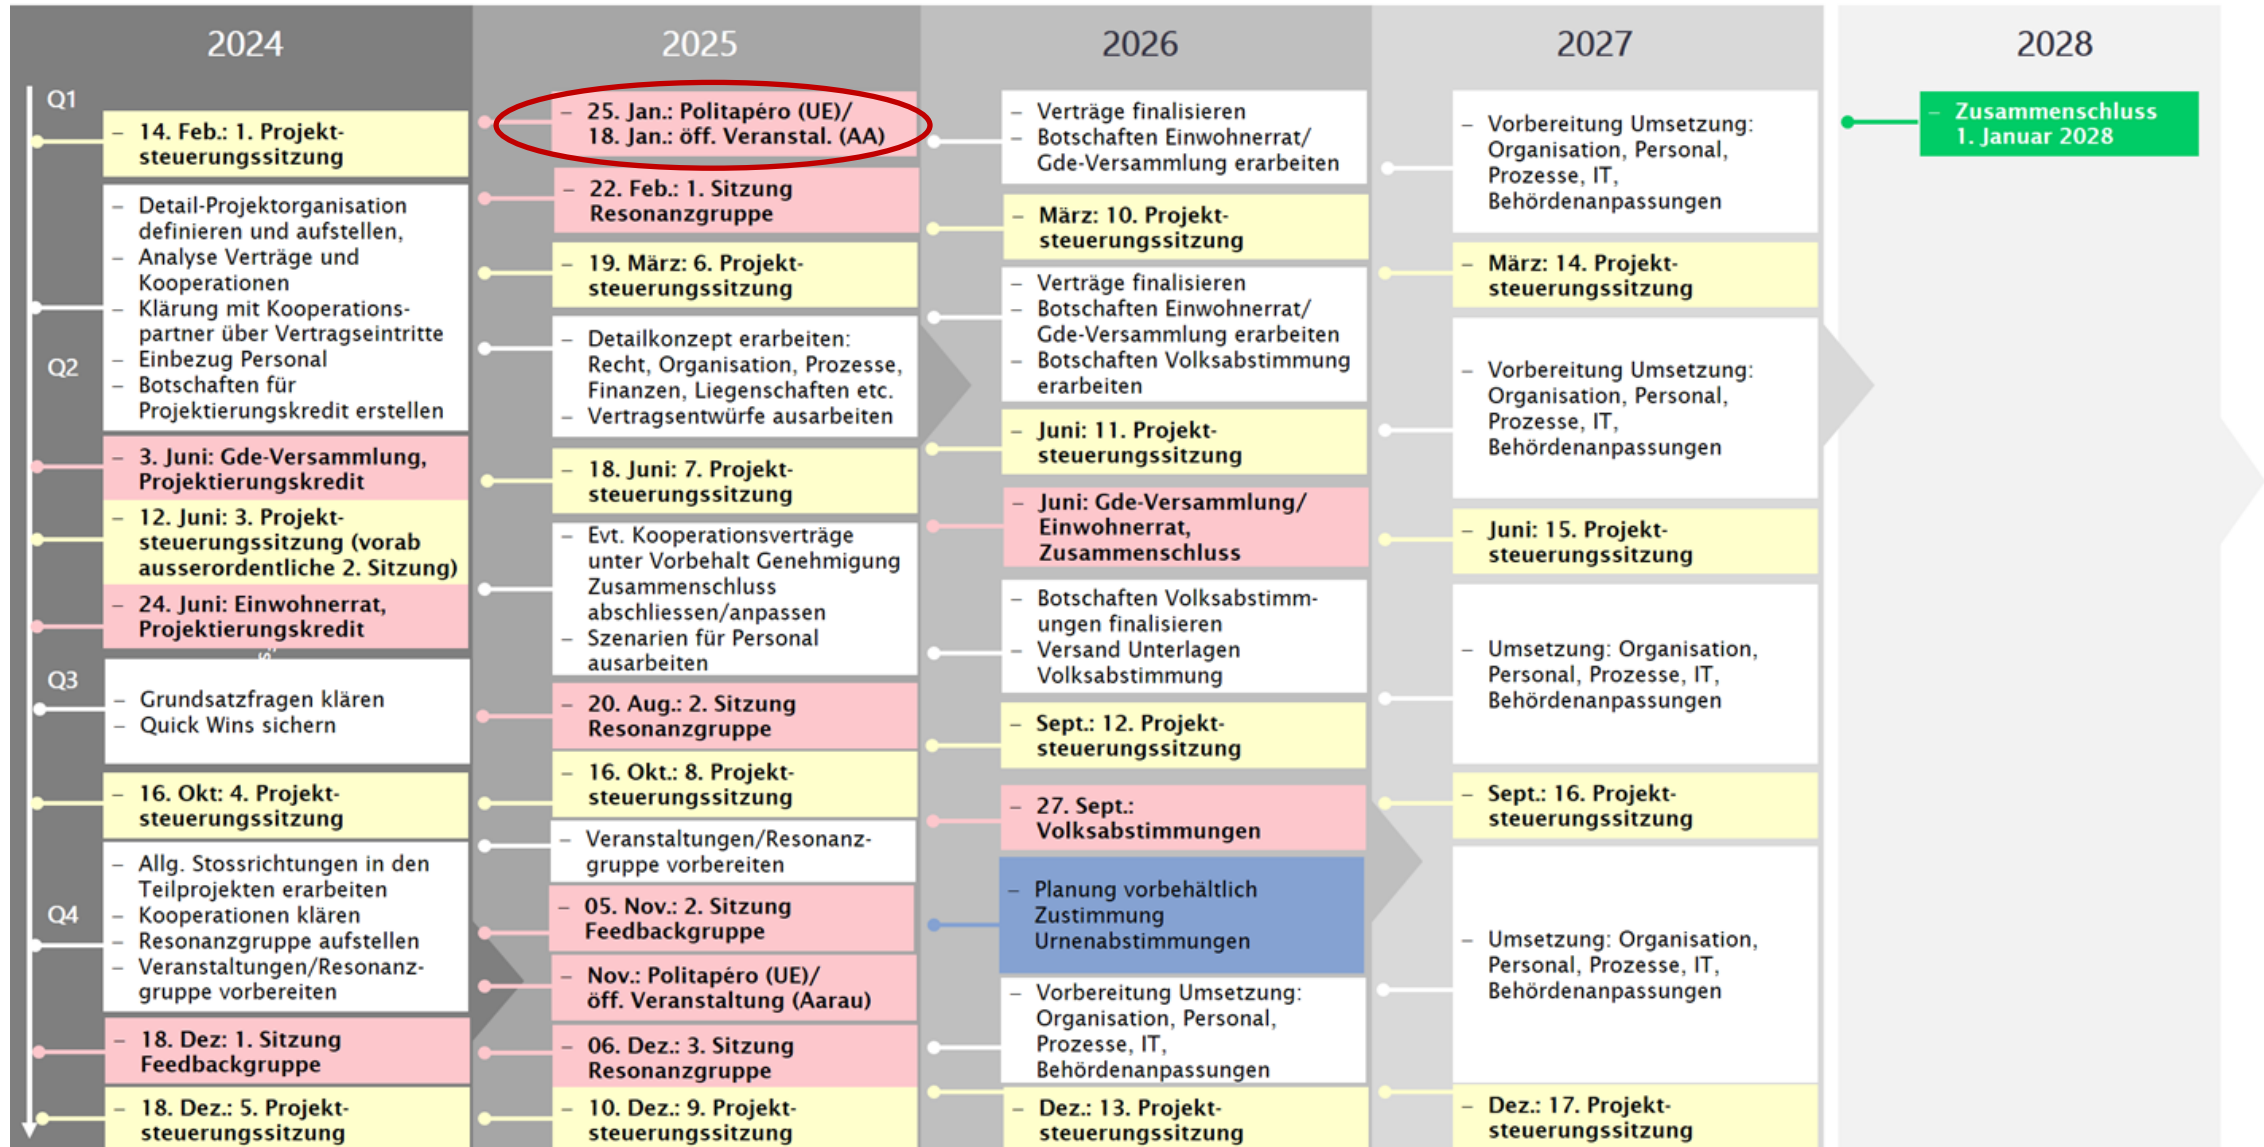 2024
Q1
Q2
Q3
Q4
– 14. Feb.: 1. Projekt-
steuerungssitzung
– Detail-Projektorganisation
definieren und aufstellen,
– Analyse Verträge und
Kooperationen
– Klärung mit Kooperations-
partner über Vertragseintritte
– Einbezug Personal
– Botschaften für
Projektierungskredit erstellen
– 3. Juni: Gde-Versammlung,
Projektierungskredit
– 12. Juni: 3. Projekt-
steuerungssitzung (vorab
ausserordentliche 2. Sitzung)
– 24. Juni: Einwohnerrat,
Projektierungskredit
– Grundsatzfragen klären
– Quick Wins sichern
– 16. Okt: 4. Projekt-
steuerungssitzung
– Allg. Stossrichtungen in den
Teilprojekten erarbeiten
– Kooperationen klären
– Resonanzgruppe aufstellen
– Veranstaltungen/Resonanz-
gruppe vorbereiten
– 18. Dez: 1. Sitzung
Feedbackgruppe
– 18. Dez.: 5. Projekt-
steuerungssitzung
2025
– 25. Jan.: Politapéro (UE)/
18. Jan.: öff. Veranstal. (AA)
– 22. Feb.: 1. Sitzung
Resonanzgruppe
– 19. März: 6. Projekt-
steuerungssitzung
– Detailkonzept erarbeiten:
Recht, Organisation, Prozesse,
Finanzen, Liegenschaften etc.
– Vertragsentwürfe ausarbeiten
– 18. Juni: 7. Projekt-
steuerungssitzung
– Evt. Kooperationsverträge
unter Vorbehalt Genehmigung
Zusammenschluss
abschliessen/anpassen
– Szenarien für Personal
ausarbeiten
– 20. Aug.: 2. Sitzung
Resonanzgruppe
– 16. Okt.: 8. Projekt-
steuerungssitzung
– Veranstaltungen/Resonanz-
gruppe vorbereiten
– 05. Nov.: 2. Sitzung
Feedbackgruppe
– Nov.: Politapéro (UE)/
öff. Veranstaltung (Aarau)
– 06. Dez.: 3. Sitzung
Resonanzgruppe
– 10. Dez.: 9. Projekt-
steuerungssitzung
2026
– Verträge finalisieren
– Botschaften Einwohnerrat/
Gde-Versammlung erarbeiten
– März: 10. Projekt-
steuerungssitzung
– Verträge finalisieren
– Botschaften Einwohnerrat/
Gde-Versammlung erarbeiten
– Botschaften Volksabstimmung
erarbeiten
– Juni: 11. Projekt-
steuerungssitzung
– Juni: Gde-Versammlung/
Einwohnerrat,
Zusammenschluss
– Botschaften Volksabstimm-
ungen finalisieren
– Versand Unterlagen
Volksabstimmung
– Sept.: 12. Projekt-
steuerungssitzung
– 27. Sept.:
Volksabstimmungen
– Planung vorbehältlich
Zustimmung
Urnenabstimmungen
– Vorbereitung Umsetzung:
Organisation, Personal,
Prozesse, IT,
Behördenanpassungen
– Dez.: 13. Projekt-
steuerungssitzung
2027
– Vorbereitung Umsetzung:
Organisation, Personal,
Prozesse, IT,
Behördenanpassungen
– März: 14. Projekt-
steuerungssitzung
– Vorbereitung Umsetzung:
Organisation, Personal,
Prozesse, IT,
Behördenanpassungen
– Juni: 15. Projekt-
steuerungssitzung
– Umsetzung: Organisation,
Personal, Prozesse, IT,
Behördenanpassungen
– Sept.: 16. Projekt-
steuerungssitzung
– Umsetzung: Organisation,
Personal, Prozesse, IT,
Behördenanpassungen
– Dez.: 17. Projekt-
steuerungssitzung
2028
– Zusammenschluss
1. Januar 2028